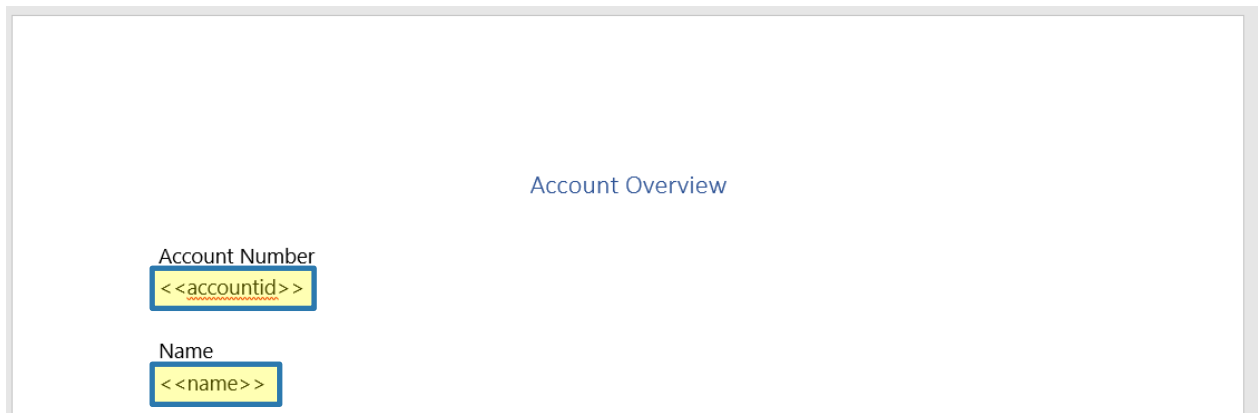 Account Overview
Account Number
<<accountid>>
Name
<<name>>